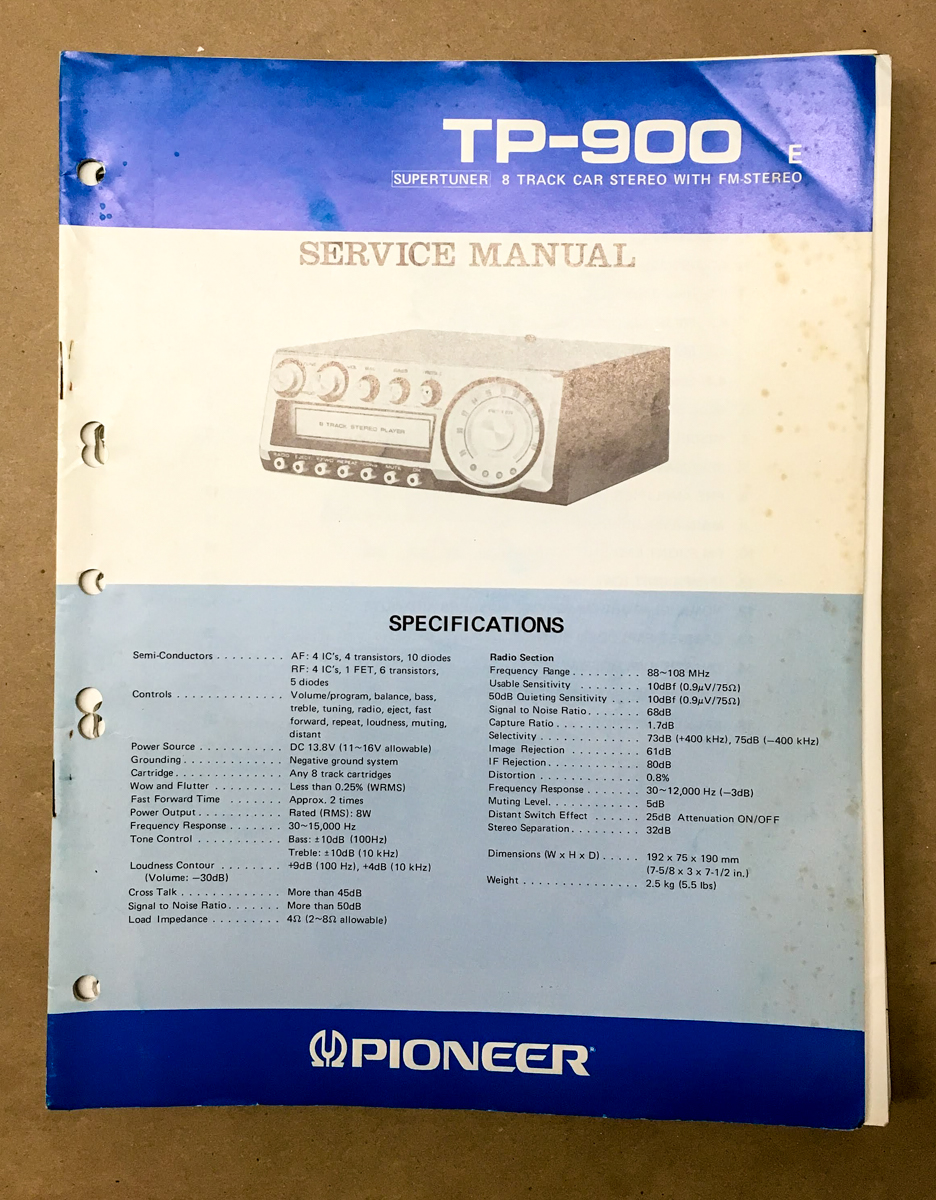 TP-900
E
SUPERTUNER 8 TRACK CAR STEREO WITH FM-STEREO
SERVICE MANUAL
8 TRACK STEREO PLAYER
RADIO EJECT F.FWD REPEAT LOUD MUTE DX
SPECIFICATIONS
Semi-Conductors . . . . . . . . . AF: 4 IC's, 4 transistors, 10 diodes
RF: 4 IC's, 1 FET, 6 transistors,
5 diodes
Controls . . . . . . . . . . . . . Volume/program, balance, bass,
treble, tuning, radio, eject, fast
forward, repeat, loudness, muting,
distant
Power Source . . . . . . . . . . . DC 13.8V (11~16V allowable)
Grounding . . . . . . . . . . . . . Negative ground system
Cartridge . . . . . . . . . . . . . . Any 8 track cartridges
Wow and Flutter . . . . . . . . . Less than 0.25% (WRMS)
Fast Forward Time . . . . . . . Approx. 2 times
Power Output . . . . . . . . . . . Rated (RMS): 8W
Frequency Response . . . . . . . 30~15,000 Hz
Tone Control . . . . . . . . . . . Bass: ±10dB (100Hz)
Treble: ±10dB (10 kHz)
Loudness Contour . . . . . . . . +9dB (100 Hz), +4dB (10 kHz)
(Volume: −30dB)
Cross Talk . . . . . . . . . . . . . More than 45dB
Signal to Noise Ratio . . . . . . . More than 50dB
Load Impedance . . . . . . . . . 4Ω (2~8Ω allowable)
Radio Section
Frequency Range . . . . . . . . . 88~108 MHz
Usable Sensitivity . . . . . . . . 10dBf (0.9μV/75Ω)
50dB Quieting Sensitivity . . . . 10dBf (0.9μV/75Ω)
Signal to Noise Ratio . . . . . . . 68dB
Capture Ratio . . . . . . . . . . . . 1.7dB
Selectivity . . . . . . . . . . . . . . 73dB (+400 kHz), 75dB (−400 kHz)
Image Rejection . . . . . . . . . . 61dB
IF Rejection . . . . . . . . . . . . . 80dB
Distortion . . . . . . . . . . . . . . 0.8%
Frequency Response . . . . . . . 30~12,000 Hz (−3dB)
Muting Level . . . . . . . . . . . . . 5dB
Distant Switch Effect . . . . . . 25dB Attenuation ON/OFF
Stereo Separation . . . . . . . . . . 32dB
Dimensions (W x H x D) . . . . . 192 x 75 x 190 mm
(7-5/8 x 3 x 7-1/2 in.)
Weight . . . . . . . . . . . . . . . 2.5 kg (5.5 lbs)
PIONEER